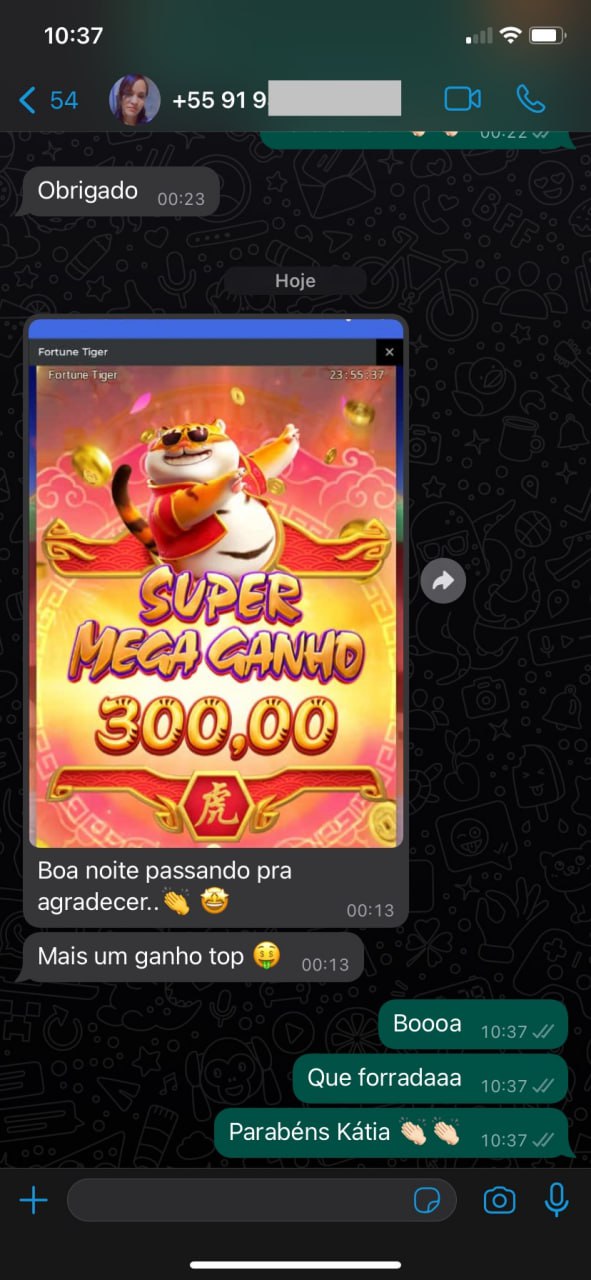 10:37
54
+55 91 9
00:22
Obrigado
00:23
Hoje
Fortune Tiger
Fortune Tiger
23:55:37
SUPER
MEGA GANHO
300,00
虎
Boa noite passando pra
agradecer..👏 🤩
00:13
Mais um ganho top 🤑
00:13
Boooa
10:37
Que forradaaa
10:37
Parabéns Kátia 👏🏻👏🏻
10:37